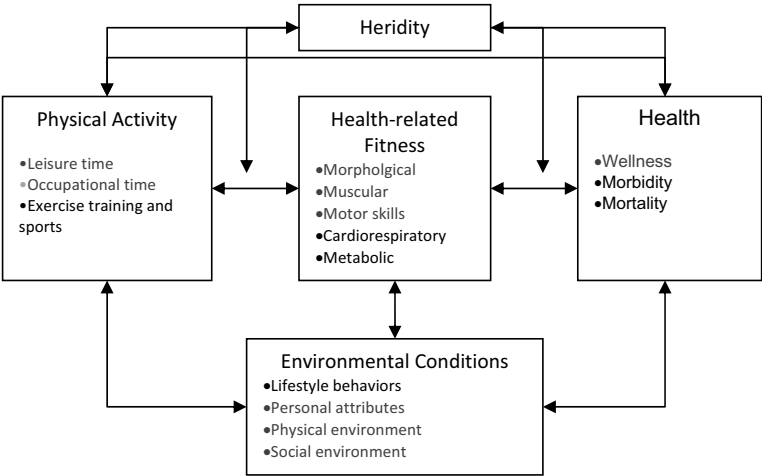 Heridity
Physical Activity
•Leisure time
•Occupational time
•Exercise training and
sports
Health-related
Fitness
•Morpholgical
•Muscular
•Motor skills
•Cardiorespiratory
•Metabolic
Health
•Wellness
•Morbidity
•Mortality
Environmental Conditions
•Lifestyle behaviors
•Personal attributes
•Physical environment
•Social environment